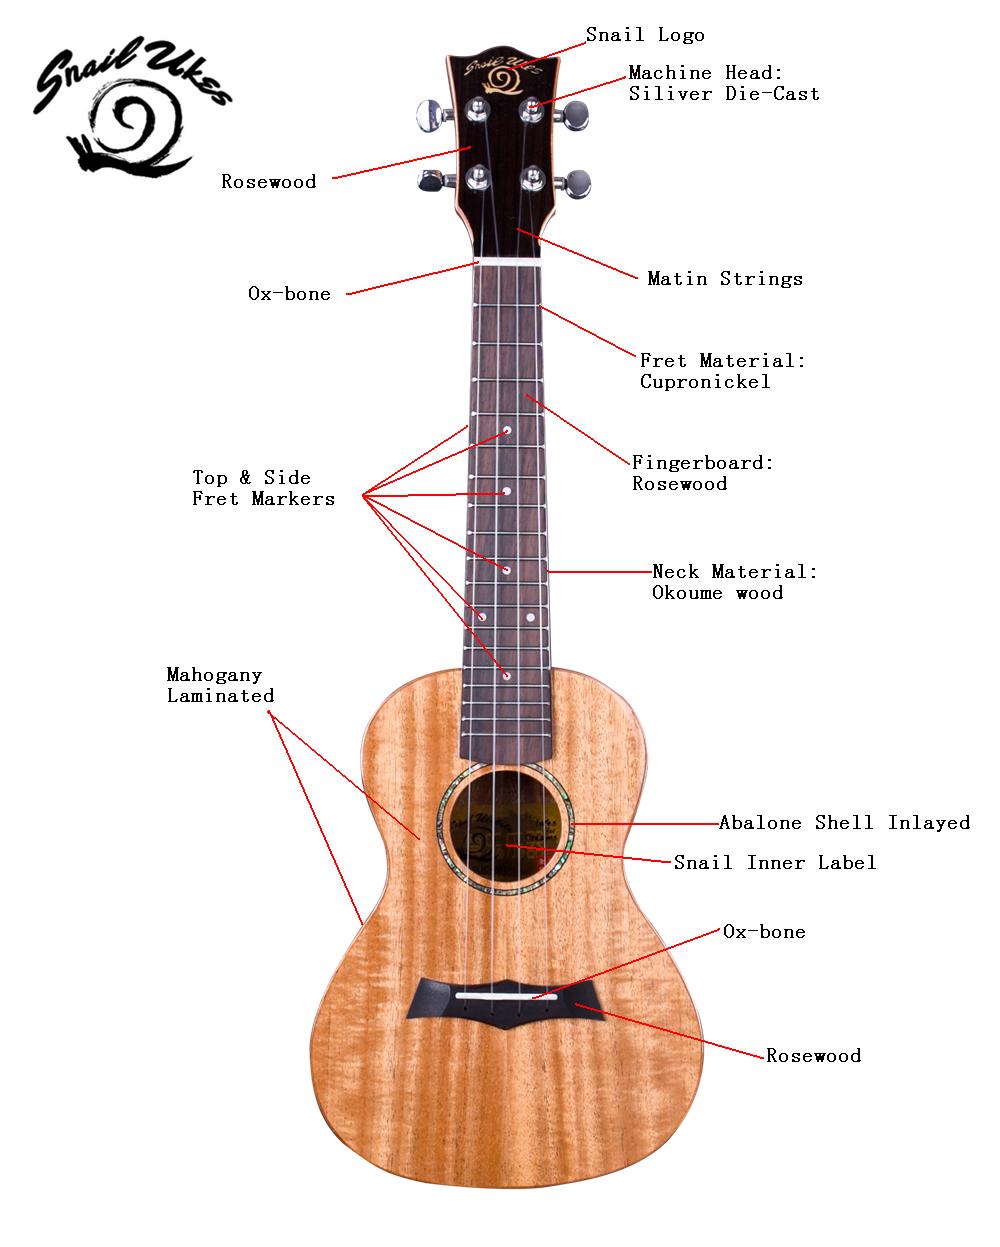 Snail Ukes
Snail Logo
Snail Ukes
Machine Head:
Siliver Die-Cast
Rosewood
Matin Strings
Ox-bone
Fret Material:
Cupronickel
Fingerboard:
Rosewood
Top & Side
Fret Markers
Neck Material:
Okoume wood
Mahogany
Laminated
Abalone Shell Inlayed
Snail Inner Label
Ox-bone
Rosewood